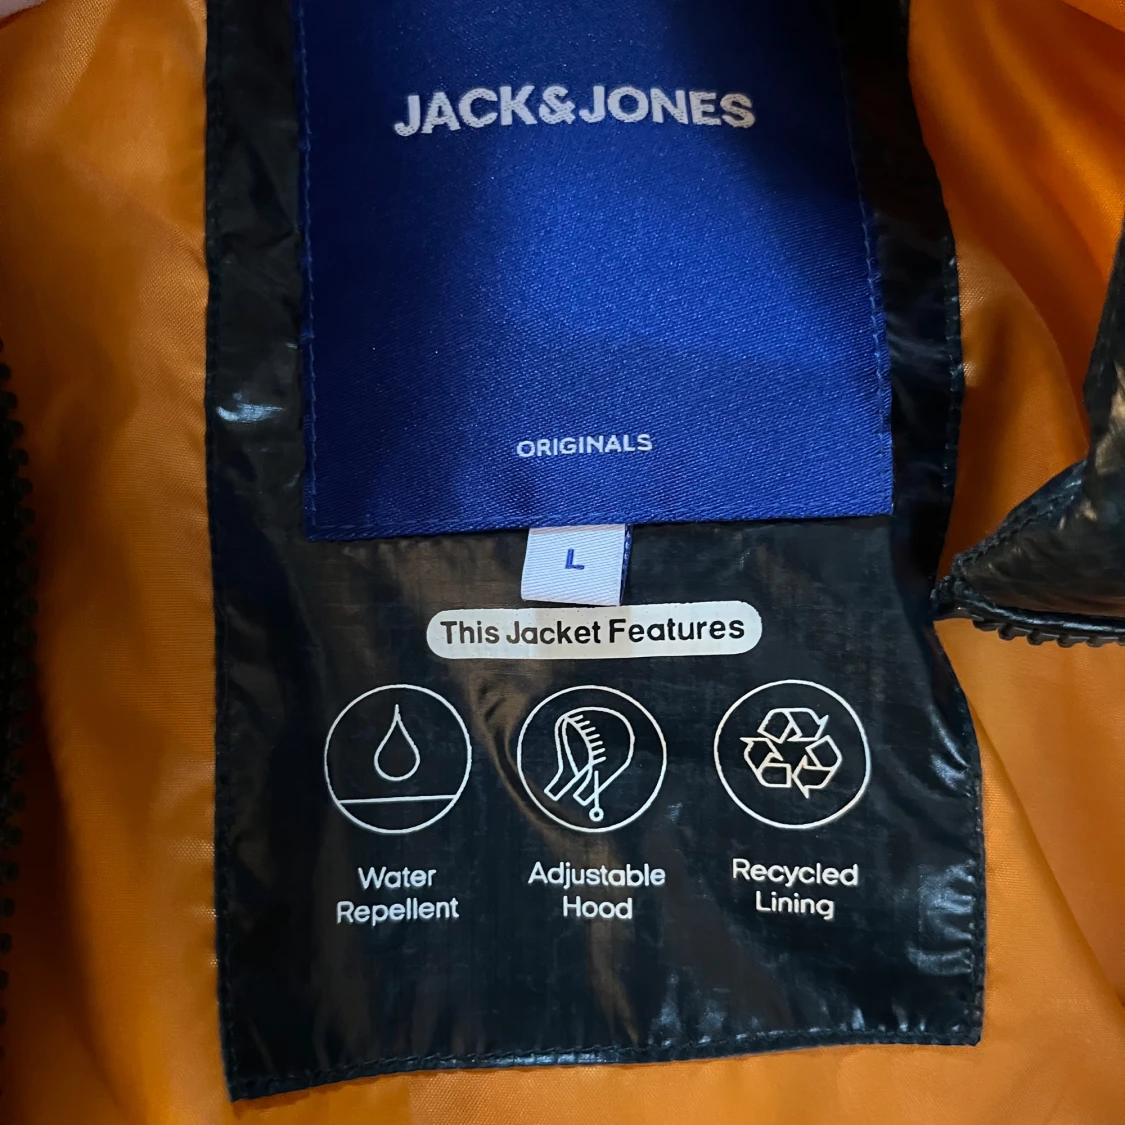 JACK&JONES
ORIGINALS
L
This Jacket Features
Water
Repellent
Adjustable
Hood
Recycled
Lining